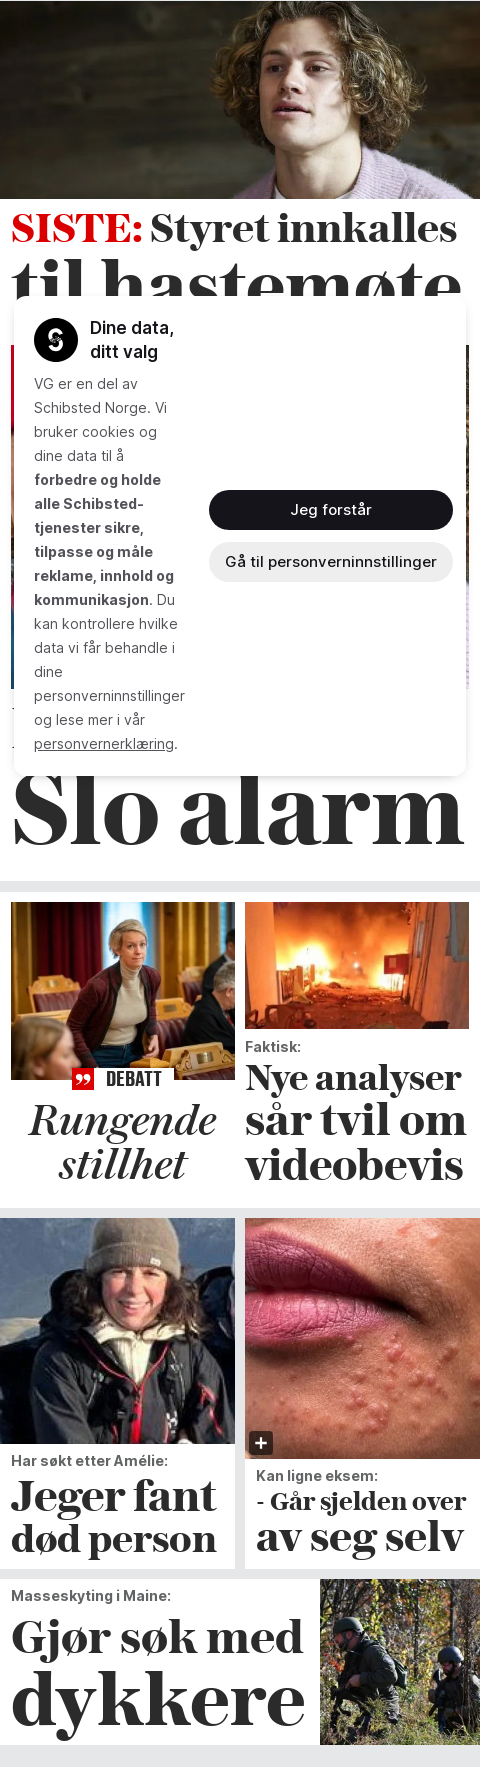 SISTE: Styret innkalles
til hastemøte
Dine data,
ditt valg
VG er en del av
Schibsted Norge. Vi
bruker cookies og
dine data til å
forbedre og holde
alle Schibsted-
tjenester sikre,
tilpasse og måle
reklame, innhold og
kommunikasjon. Du
kan kontrollere hvilke
data vi får behandle i
dine
personverninnstillinger
og lese mer i vår
personvernerklæring.
Jeg forstår
Gå til personverninnstillinger
Slo alarm
DEBATT
Rungende
stillhet
Faktisk:
Nye analyser
sår tvil om
videobevis
Har søkt etter Amélie:
Jeger fant
død person
Kan ligne eksem:
- Går sjelden over
av seg selv
Masseskyting i Maine:
Gjør søk med
dykkere